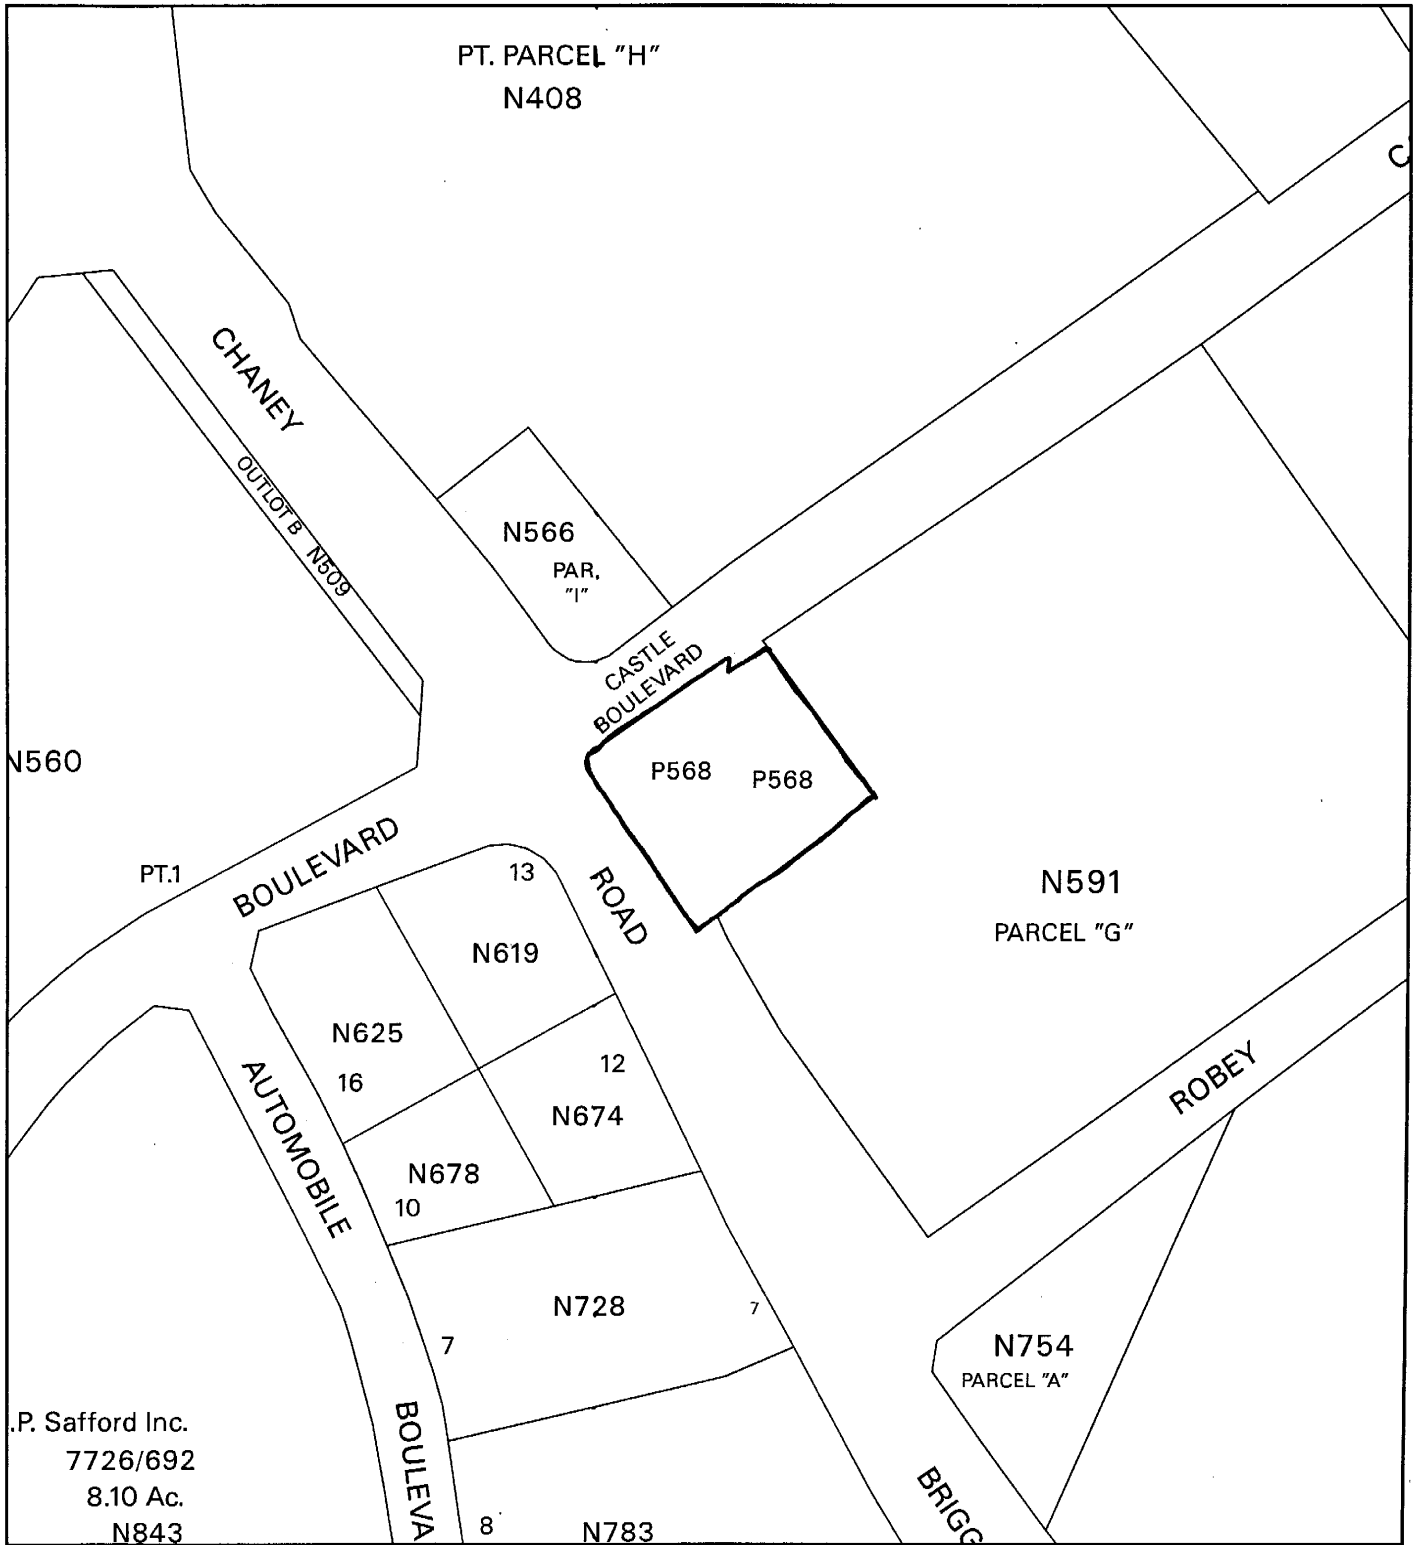 PT. PARCEL "H"
N408
C
CHANEY
OUTLOT B N509
N566
PAR,
"I"
CASTLE
BOULEVARD
P568 P568
N560
PT.1
BOULEVARD
13
ROAD
N619
N591
PARCEL "G"
N625
16
12
N674
AUTOMOBILE
N678
10
ROBEY
N728
7
7
N754
PARCEL "A"
.P. Safford Inc.
7726/692
8.10 Ac.
N843
BOULEVA
8
N783
BRIGG